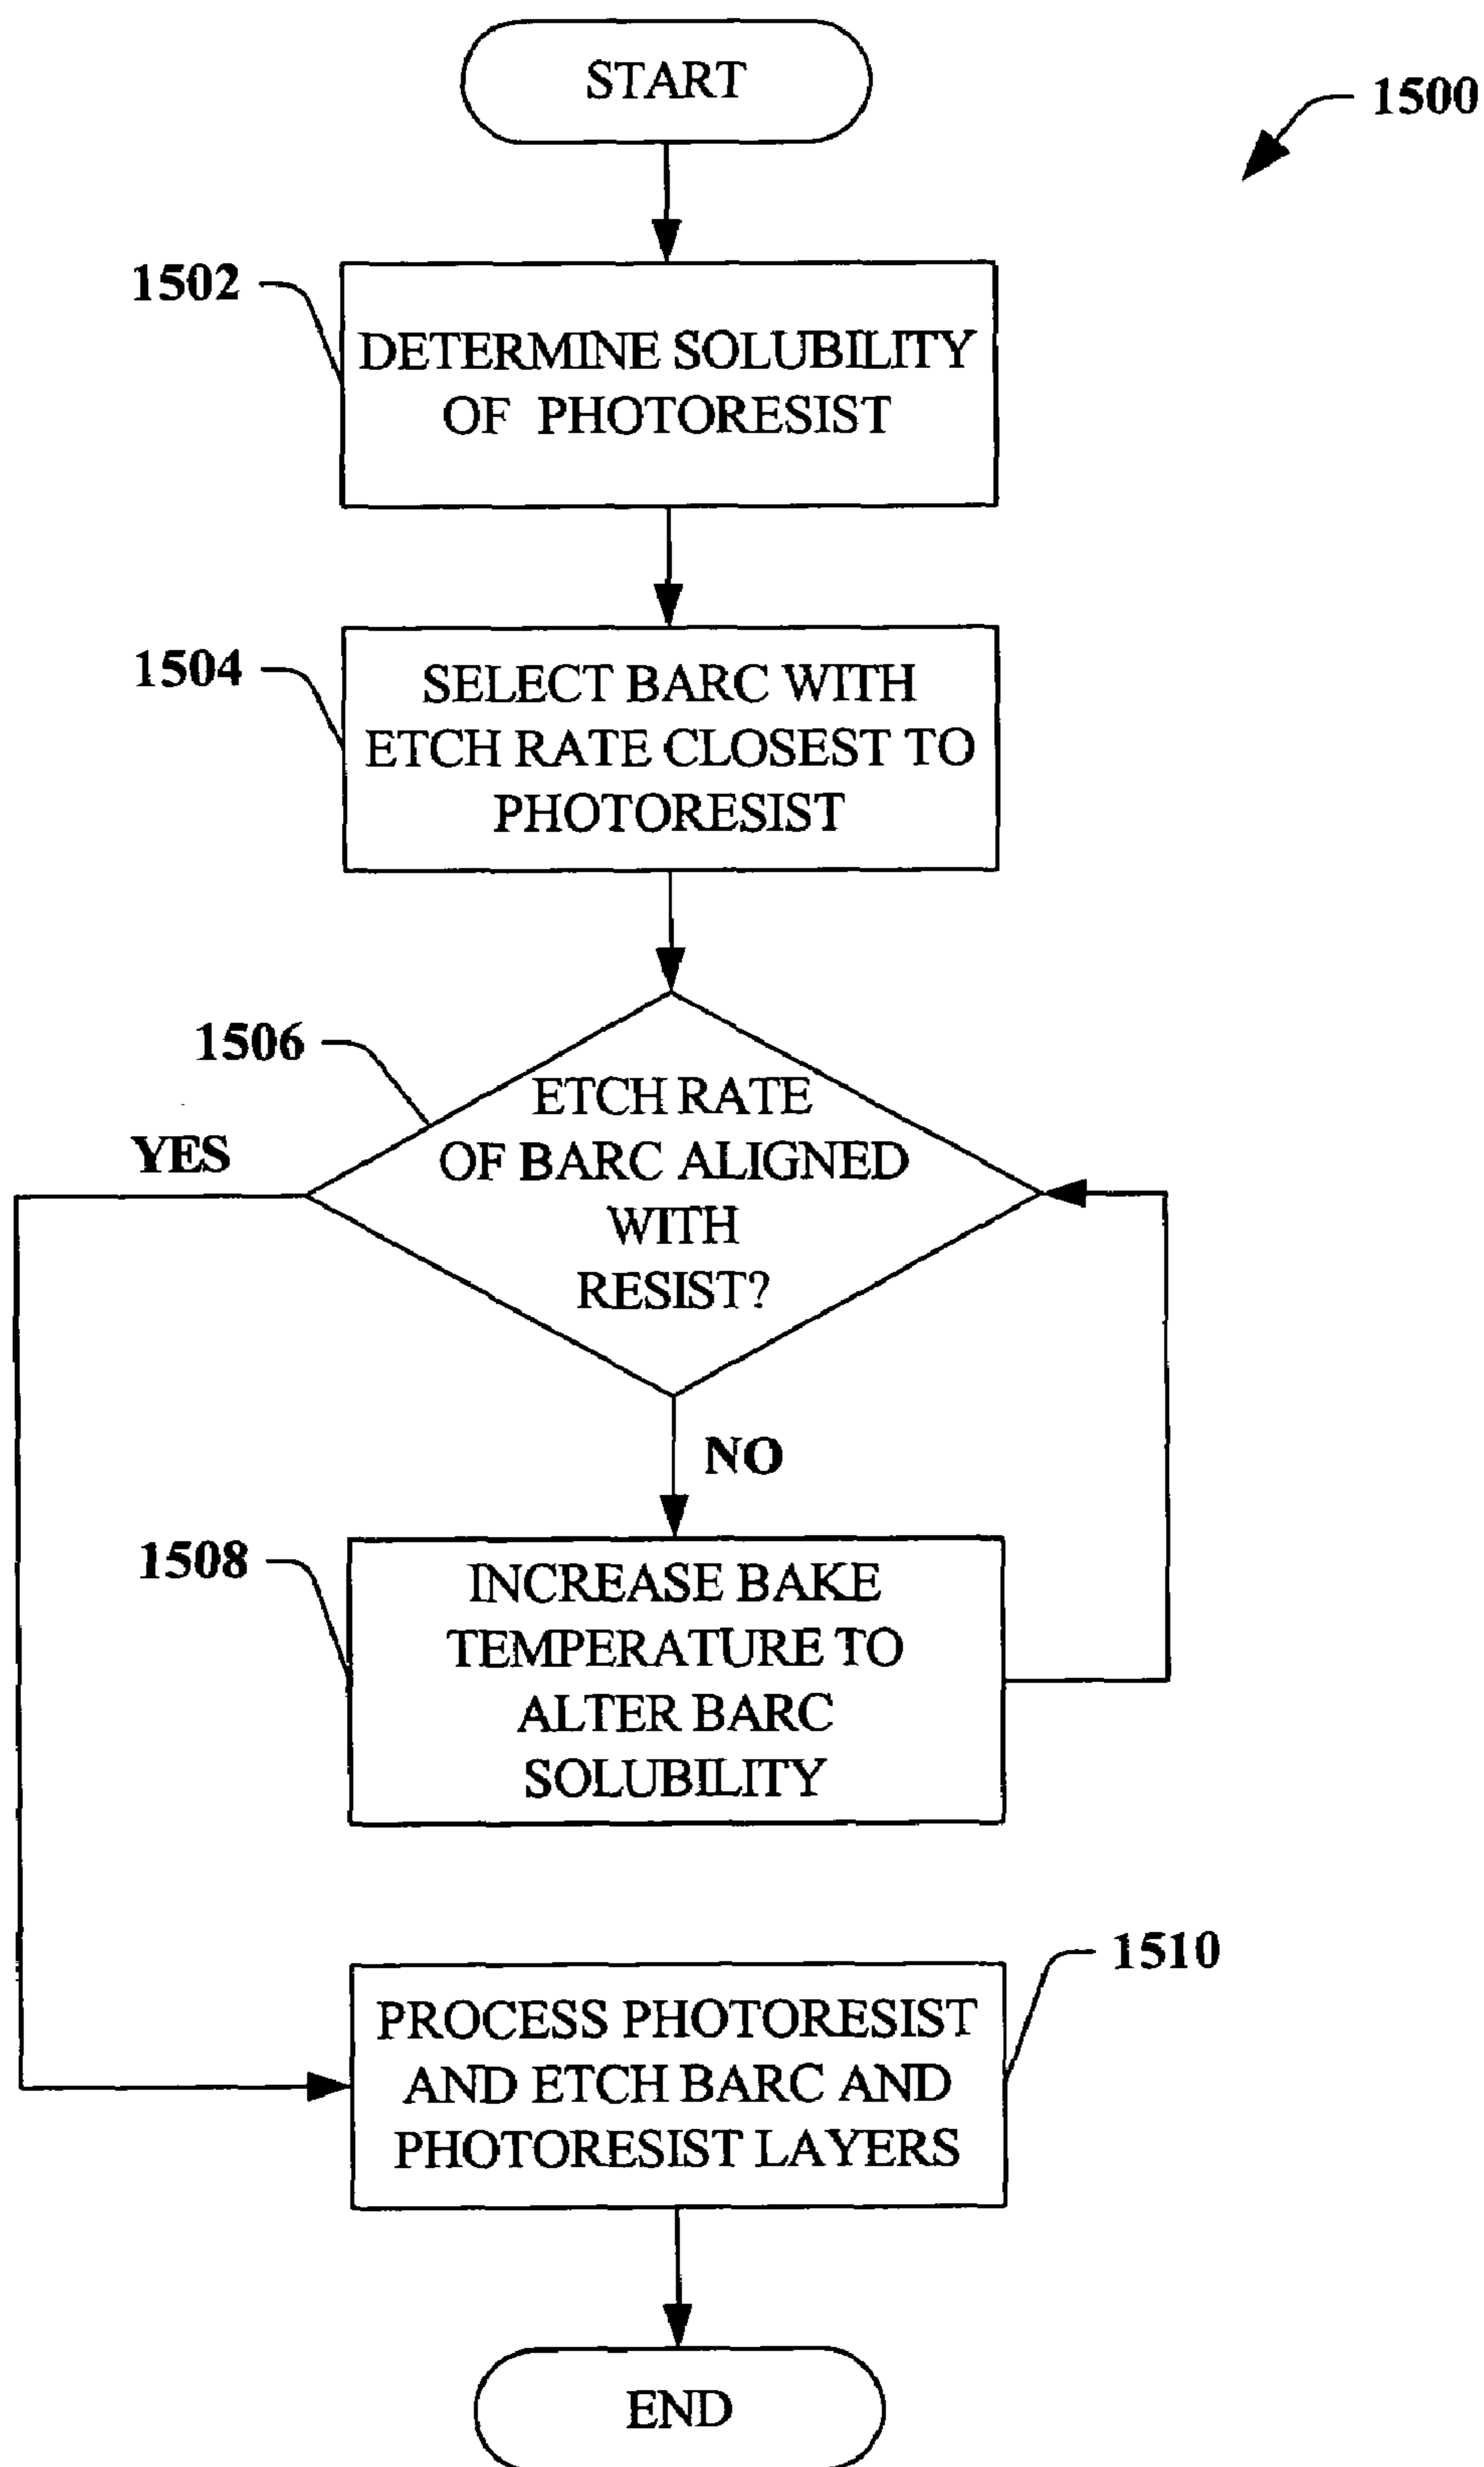 START
1500
1502
DETERMINE SOLUBILITY
OF PHOTORESIST
1504
SELECT BARC WITH
ETCH RATE CLOSEST TO
PHOTORESIST
1506
ETCH RATE
OF BARC ALIGNED
WITH
RESIST?
YES
NO
1508
INCREASE BAKE
TEMPERATURE TO
ALTER BARC
SOLUBILITY
1510
PROCESS PHOTORESIST
AND ETCH BARC AND
PHOTORESIST LAYERS
END